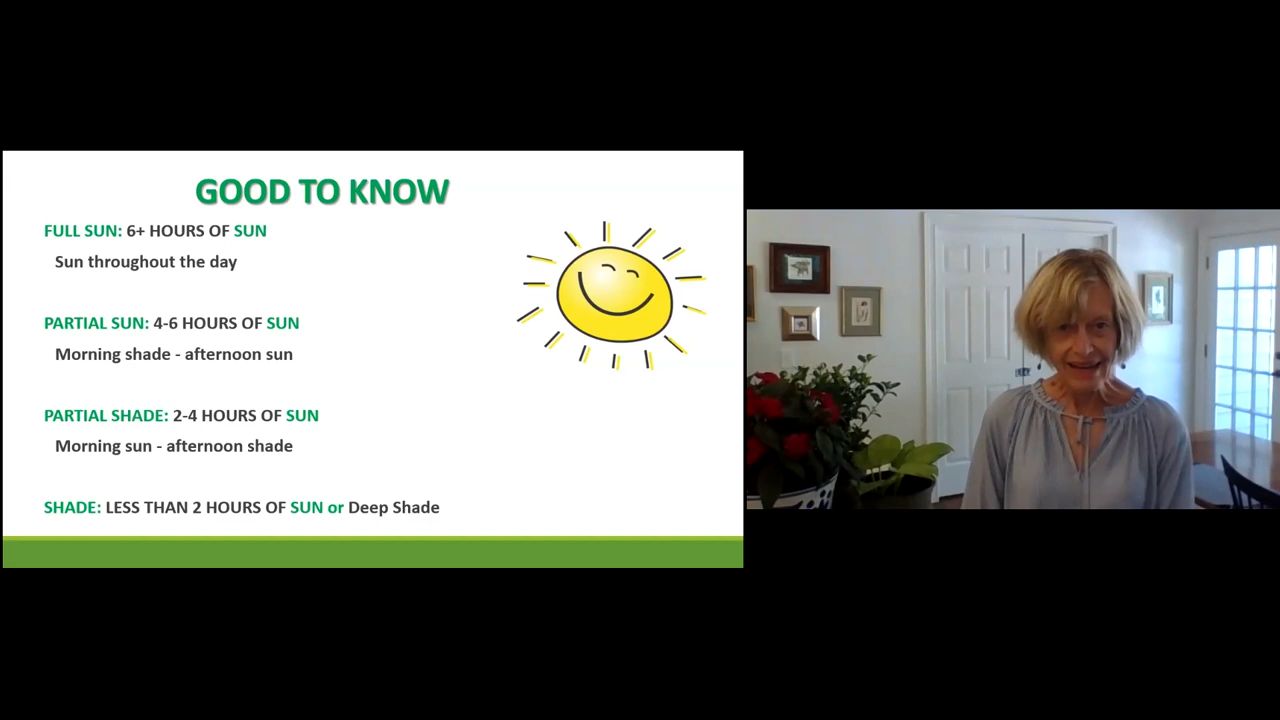 GOOD TO KNOW
FULL SUN: 6+ HOURS OF SUN
Sun throughout the day
PARTIAL SUN: 4-6 HOURS OF SUN
Morning shade - afternoon sun
PARTIAL SHADE: 2-4 HOURS OF SUN
Morning sun - afternoon shade
SHADE: LESS THAN 2 HOURS OF SUN or Deep Shade